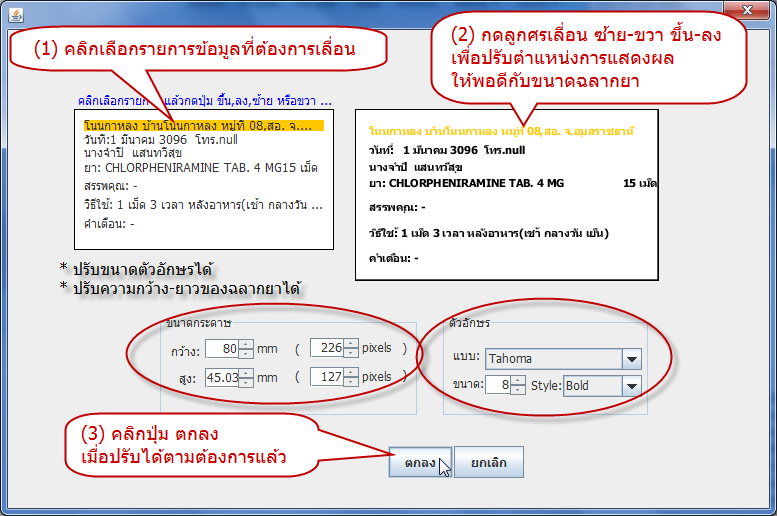 (1) คลิกเลือกรายการข้อมูลที่ต้องการเลื่อน
(2) กดลูกศรเลื่อน ซ้าย-ขวา ขึ้น-ลง
เพื่อปรับตำแหน่งการแสดงผล
ให้พอดีกับขนาดฉลากยา
คลิกเลือกราย แล้วกดปุ่ม ขึ้น,ลง,ซ้าย หรือขวา ...
โนนกาหลง บ้านโนนกาหลง หมู่ที่ 08,สอ. จ....
วันที่:1 มีนาคม 3096 โทร.null
นางจำปี แสนทวีสุข
ยา: CHLORPHENIRAMINE TAB. 4 MG15 เม็ด
สรรพคุณ: -
วิธีใช้: 1 เม็ด 3 เวลา หลังอาหาร(เช้า กลางวัน ...
คำเตือน: -
โนนกาหลง บ้านโนนกาหลง หมู่ที่ 08,สอ. จ.อุบลราชธานี
วันที่: 1 มีนาคม 3096 โทร.null
นางจำปี แสนทวีสุข
ยา: CHLORPHENIRAMINE TAB. 4 MG 15 เม็ด
สรรพคุณ: -
วิธีใช้: 1 เม็ด 3 เวลา หลังอาหาร(เช้า กลางวัน เย็น)
คำเตือน: -
* ปรับขนาดตัวอักษรได้
* ปรับความกว้าง-ยาวของฉลากยาได้
ขนาดกระดาษ
กว้าง: 80 mm ( 226 pixels )
สูง: 45.03 mm ( 127 pixels )
ตัวอักษร
แบบ: Tahoma
ขนาด: 8 Style: Bold
(3) คลิกปุ่ม ตกลง
เมื่อปรับได้ตามต้องการแล้ว
ตกลง ยกเลิก